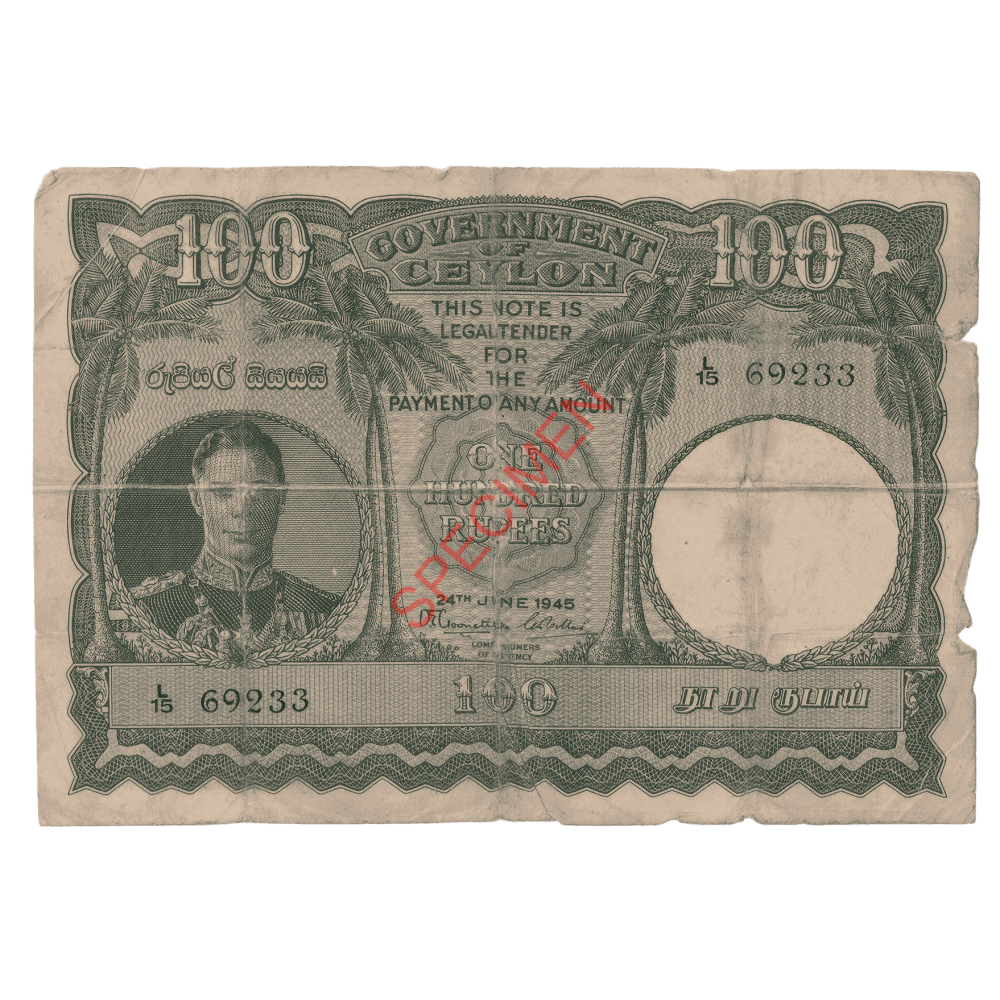 100
GOVERNMENT
OF
CEYLON
100
THIS NOTE IS
LEGAL TENDER
FOR
THE
PAYMENT OF ANY AMOUNT
රුපියල් සියයයි
L/15 69233
ONE
HUNDRED
RUPEES
SPECIMEN
24TH JUNE 1945
COMMISSIONERS
OF CURRENCY
L/15 69233
100
நூறு ரூபாய்